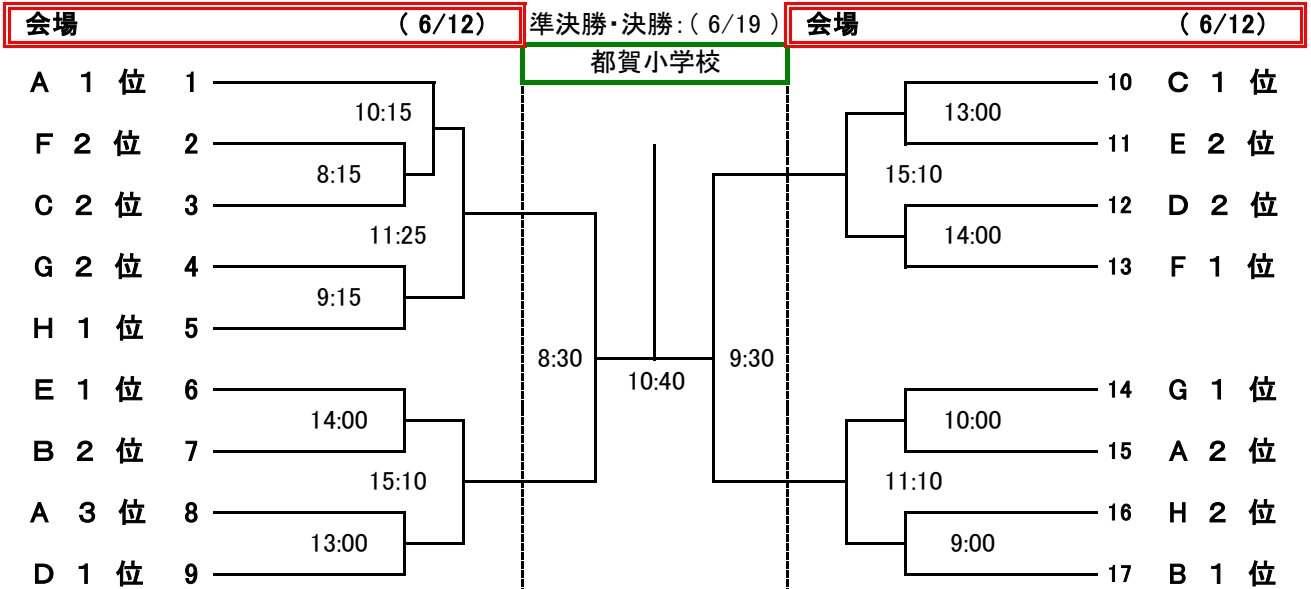 会場 （ 6/12） 準決勝・決勝：（ 6/19 ） 会場 （ 6/12）
都賀小学校
A 1 位 1
10:15
F 2 位 2
8:15
C 2 位 3
11:25
G 2 位 4
9:15
H 1 位 5
E 1 位 6
14:00
B 2 位 7
15:10
A 3 位 8
13:00
D 1 位 9
8:30
10:40
9:30
10 C 1 位
13:00
11 E 2 位
15:10
12 D 2 位
14:00
13 F 1 位
14 G 1 位
10:00
15 A 2 位
11:10
16 H 2 位
9:00
17 B 1 位